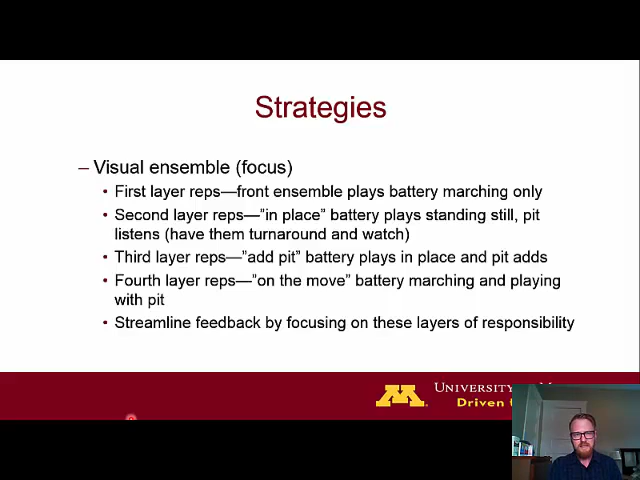 Strategies
– Visual ensemble (focus)
• First layer reps—front ensemble plays battery marching only
• Second layer reps—”in place” battery plays standing still, pit
listens (have them turnaround and watch)
• Third layer reps—”add pit” battery plays in place and pit adds
• Fourth layer reps—”on the move” battery marching and playing
with pit
• Streamline feedback by focusing on these layers of responsibility
M
UNIVERSITY
Driven